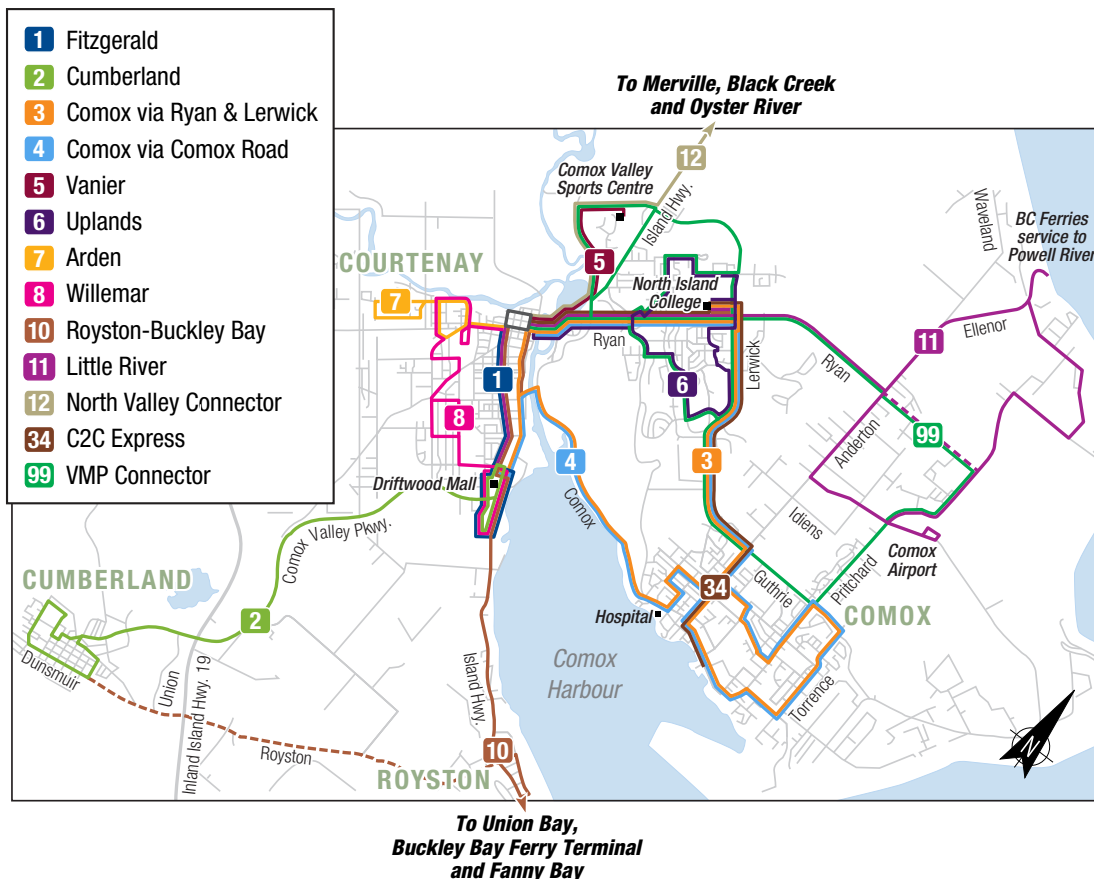 1 Fitzgerald
2 Cumberland
3 Comox via Ryan & Lerwick
4 Comox via Comox Road
5 Vanier
6 Uplands
7 Arden
8 Willemar
10 Royston-Buckley Bay
11 Little River
12 North Valley Connector
34 C2C Express
99 VMP Connector
To Merville, Black Creek
and Oyster River
12
Comox Valley
Sports Centre
Island Hwy.
Waveland
BC Ferries
service to
Powell River
COURTENAY
5
7
North Island
College
Ryan
Lerwick
Ryan
11
Ellenor
1
6
8
99
Anderton
3
4
Driftwood Mall
Comox
Idiens
Comox Valley Pkwy.
Comox
Airport
CUMBERLAND
34
Guthrie
Pritchard
COMOX
2
Hospital
Dunsmuir
Union
Inland Island Hwy. 19
Island Hwy.
Comox
Harbour
Torrence
Royston
10
ROYSTON
N
To Union Bay,
Buckley Bay Ferry Terminal
and Fanny Bay